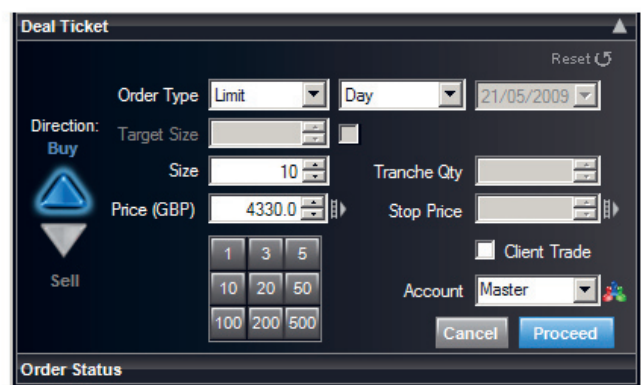 Deal Ticket
Reset
Order Type Limit Day 21/05/2009
Direction:
Buy
Target Size
Size 10 Tranche Qty
Price (GBP) 4330.0 Stop Price
Sell
1 3 5
Client Trade
10 20 50
Account Master
100 200 500
Cancel Proceed
Order Status